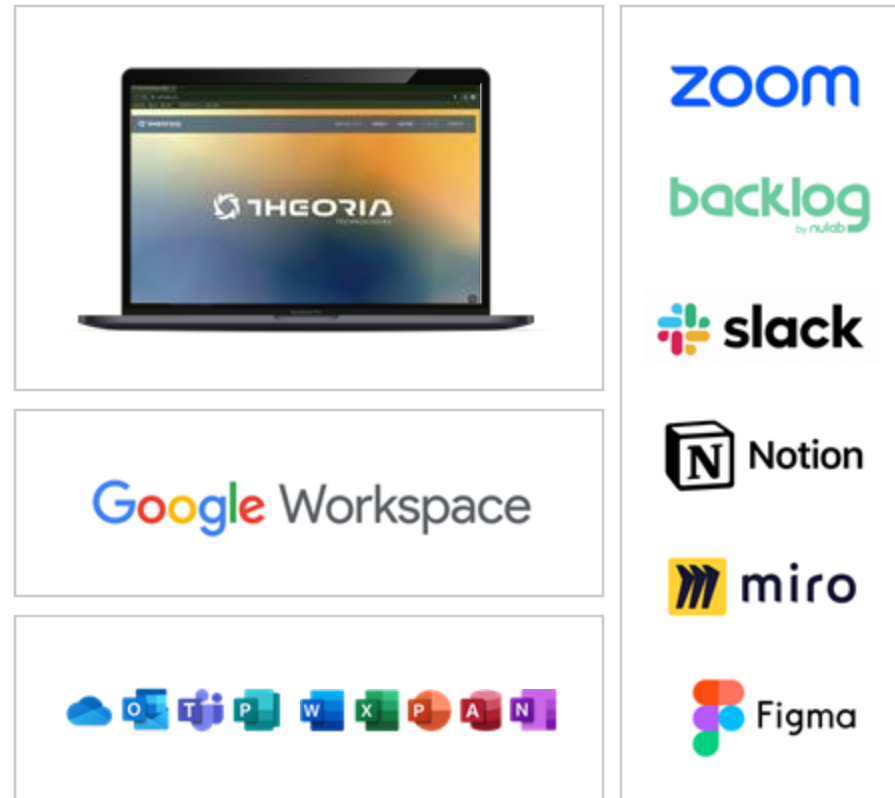 THEORIA
Google Workspace
O T P W X P A N
zoom
backlog
by nulab
slack
N Notion
miro
Figma